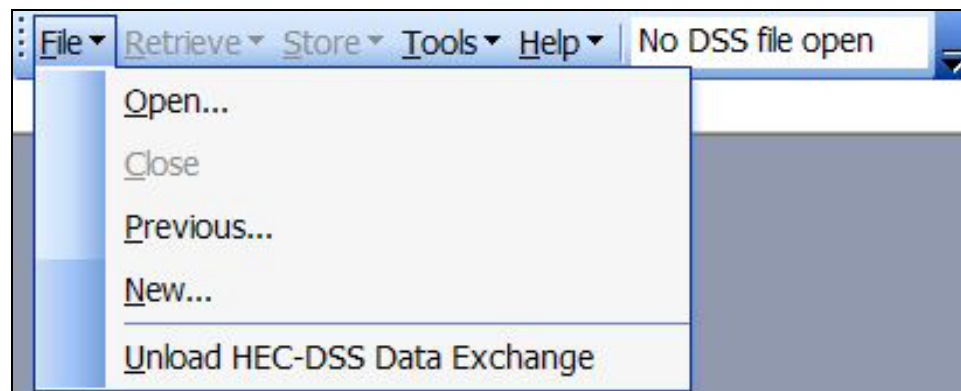 File Retrieve Store Tools Help No DSS file open
Open...
Close
Previous...
New...
Unload HEC-DSS Data Exchange